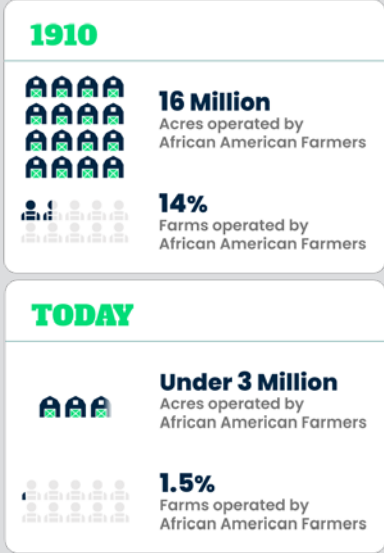 1910
16 Million
Acres operated by
African American Farmers
14%
Farms operated by
African American Farmers
TODAY
Under 3 Million
Acres operated by
African American Farmers
1.5%
Farms operated by
African American Farmers